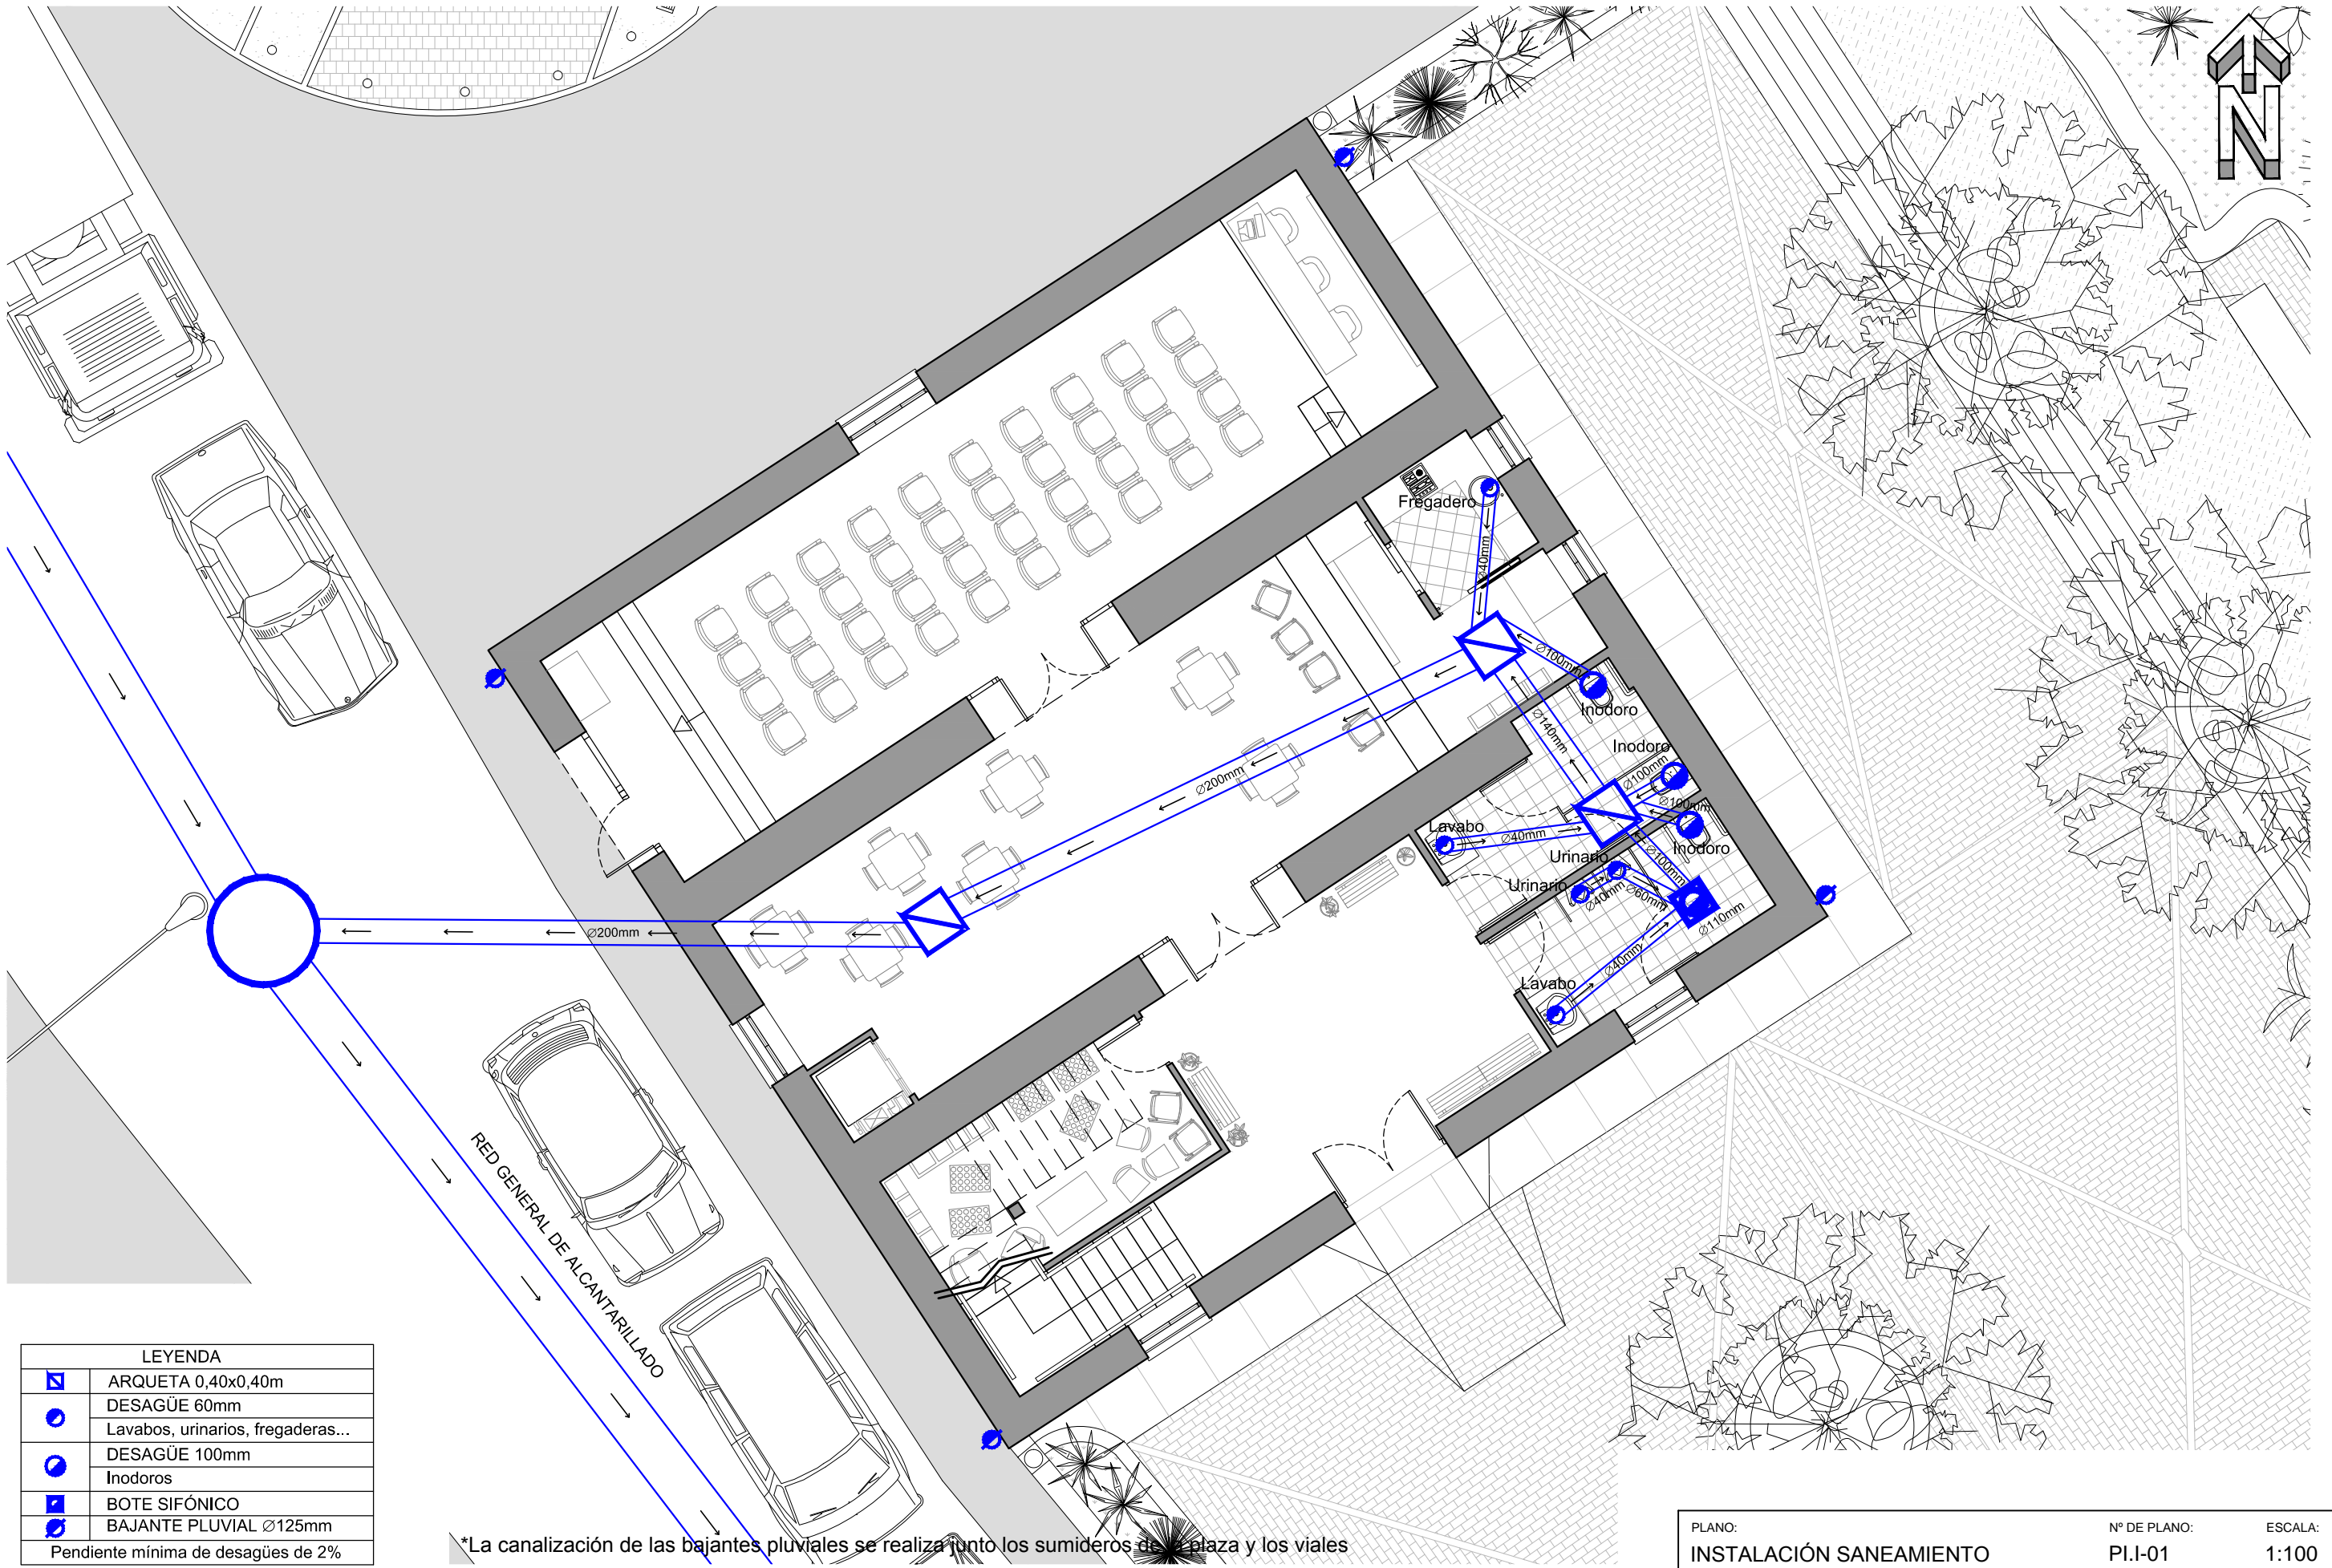 N
Fregadero
Ø40mm
Ø100mm
Inodoro
Ø140mm
Inodoro
Ø100mm
Ø100mm
Inodoro
Ø200mm
Lavabo
Ø40mm
Urinario
Ø100mm
Urinario
Ø40mm
Ø60mm
Ø110mm
Ø200mm
Ø40mm
Lavabo
RED GENERAL DE ALCANTARILLADO
LEYENDA
ARQUETA 0,40x0,40m
DESAGÜE 60mm
Lavabos, urinarios, fregaderas...
DESAGÜE 100mm
Inodoros
BOTE SIFÓNICO
BAJANTE PLUVIAL Ø125mm
Pendiente mínima de desagües de 2%
*La canalización de las bajantes pluviales se realiza junto los sumideros de la plaza y los viales
PLANO:
INSTALACIÓN SANEAMIENTO
Nº DE PLANO:
PI.I-01
ESCALA:
1:100